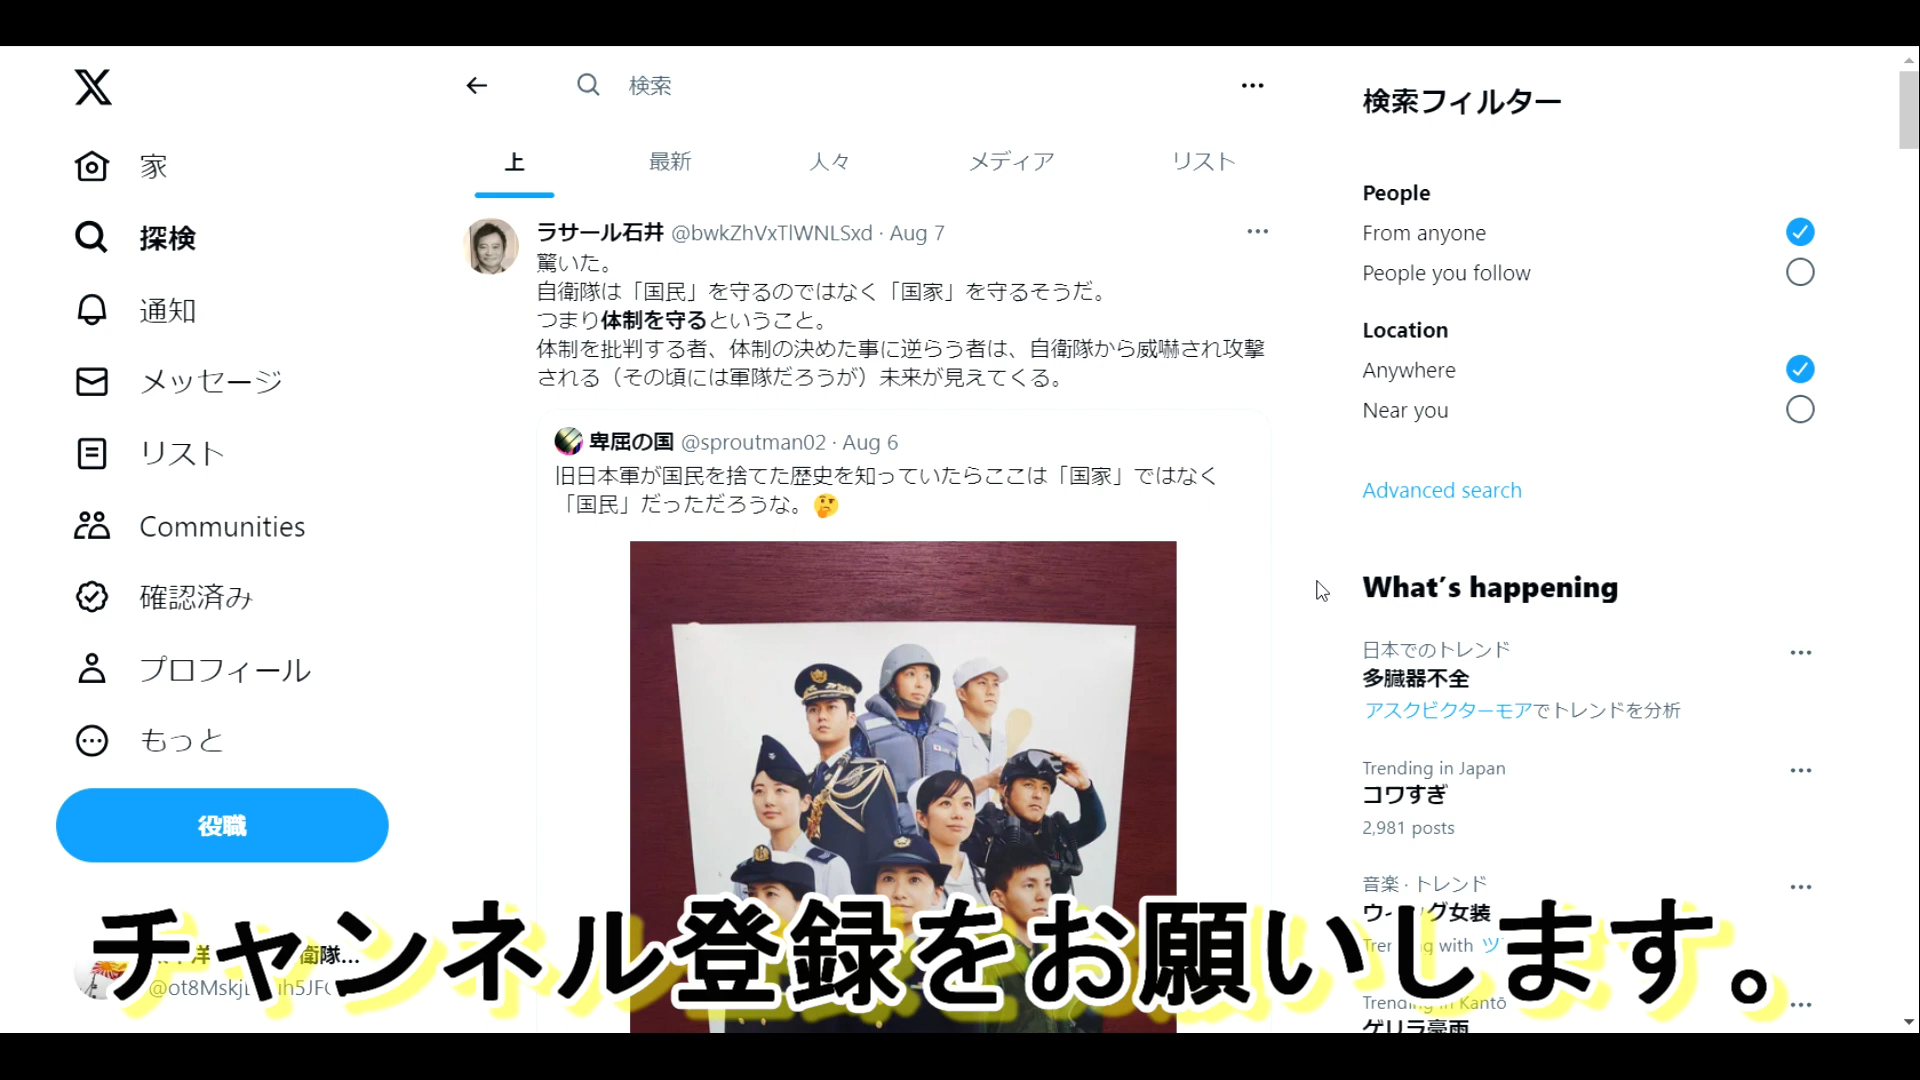 家
探検
通知
メッセージ
リスト
Communities
確認済み
プロフィール
もっと
役職
衛隊...
検索
上
最新
人々
メディア
リスト
ラサール石井 @bwkZhVxTlWNLSxd · Aug 7
驚いた。
自衛隊は「国民」を守るのではなく「国家」を守るそうだ。
つまり体制を守るということ。
体制を批判する者、体制の決めた事に逆らう者は、自衛隊から威嚇され攻撃
される（その頃には軍隊だろうが）未来が見えてくる。
卑屈の国 @sproutman02 · Aug 6
旧日本軍が国民を捨てた歴史を知っていたらここは「国家」ではなく
「国民」だっただろうな。🤔
検索フィルター
People
From anyone
People you follow
Location
Anywhere
Near you
Advanced search
What's happening
日本でのトレンド
多臓器不全
アスクビクターモアでトレンドを分析
Trending in Japan
コワすぎ
2,981 posts
音楽 · トレンド
グ女装
with
Trending in Kantō
ゲリラ豪雨
チャンネル登録をお願いします。